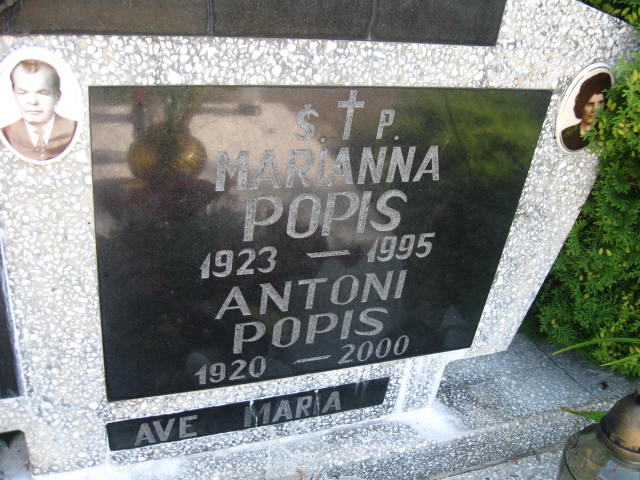 Ś. P.
MARIANNA
POPIS
1923 — 1995
ANTONI
POPIS
1920 — 2000
AVE MARIA